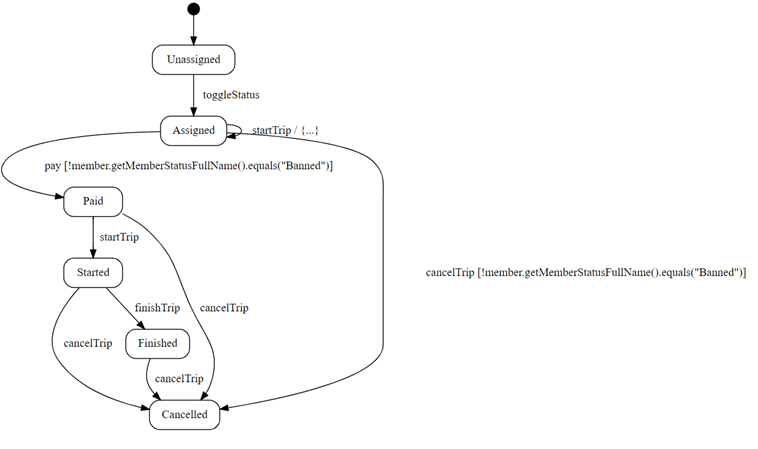 Unassigned
toggleStatus
Assigned
startTrip / {...}
pay [!member.getMemberStatusFullName().equals("Banned")]
Paid
startTrip
Started
cancelTrip [!member.getMemberStatusFullName().equals("Banned")]
finishTrip
cancelTrip
cancelTrip
Finished
cancelTrip
Cancelled